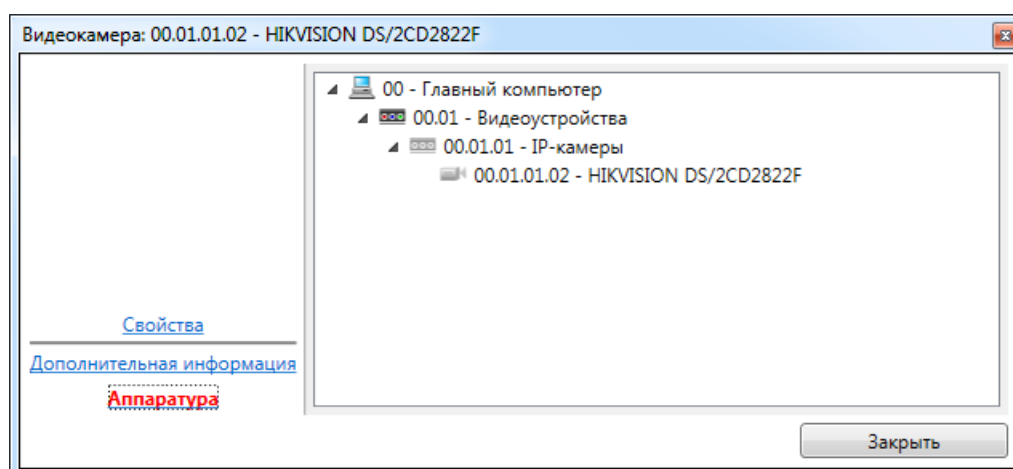 Видеокамера: 00.01.01.02 - HIKVISION DS/2CD2822F
00 - Главный компьютер
00.01 - Видеоустройства
00.01.01 - IP-камеры
00.01.01.02 - HIKVISION DS/2CD2822F
Свойства
Дополнительная информация
Аппаратура
Закрыть